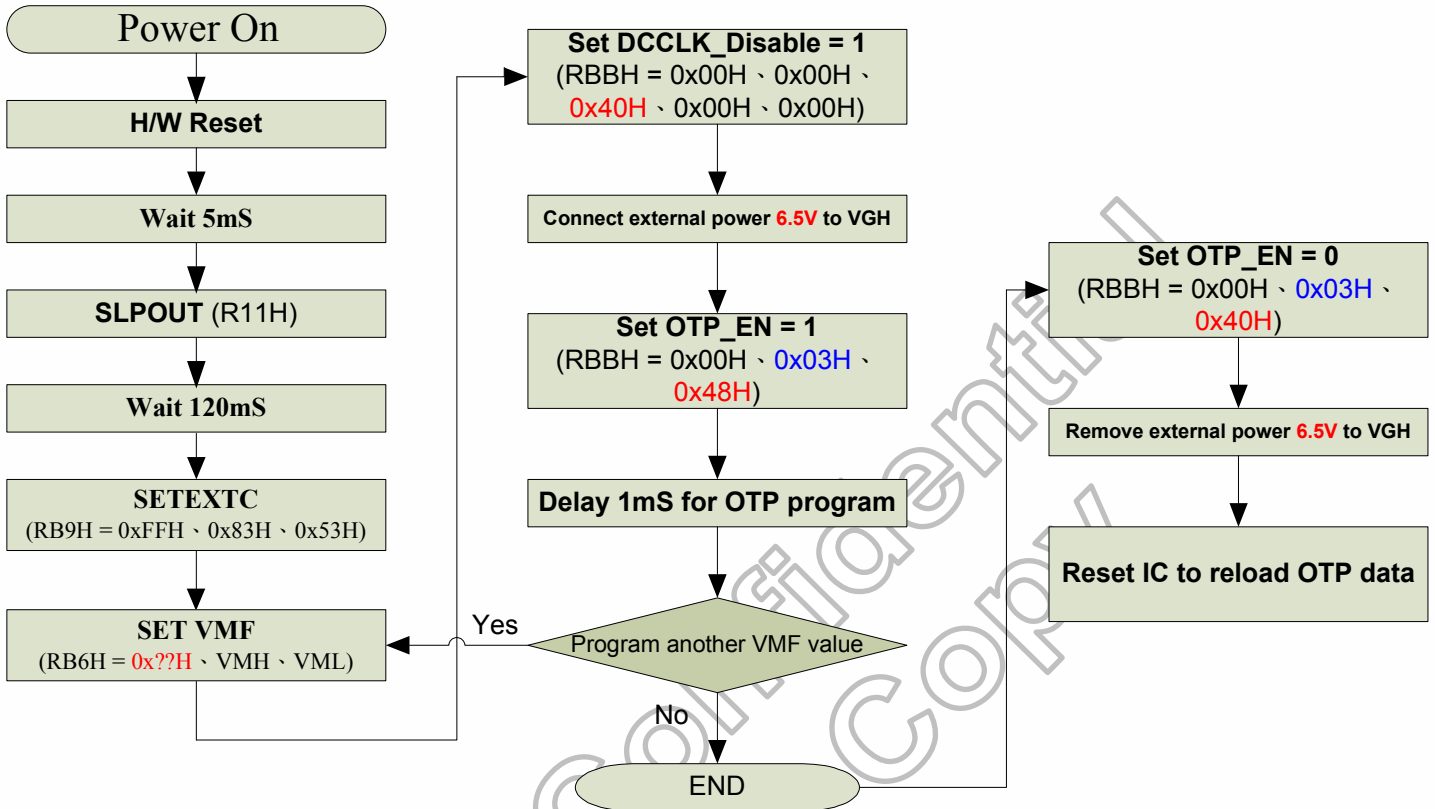 Power On
H/W Reset
Wait 5mS
SLPOUT (R11H)
Wait 120mS
SETEXTC
(RB9H = 0xFFH、0x83H、0x53H)
SET VMF
(RB6H = 0x??H、VMH、VML)
Set DCCLK_Disable = 1
(RBBH = 0x00H、0x00H、
0x40H、0x00H、0x00H)
Connect external power 6.5V to VGH
Set OTP_EN = 1
(RBBH = 0x00H、0x03H、
0x48H)
Delay 1mS for OTP program
Program another VMF value
Yes
No
END
Set OTP_EN = 0
(RBBH = 0x00H、0x03H、
0x40H)
Remove external power 6.5V to VGH
Reset IC to reload OTP data
Confidential
Copy